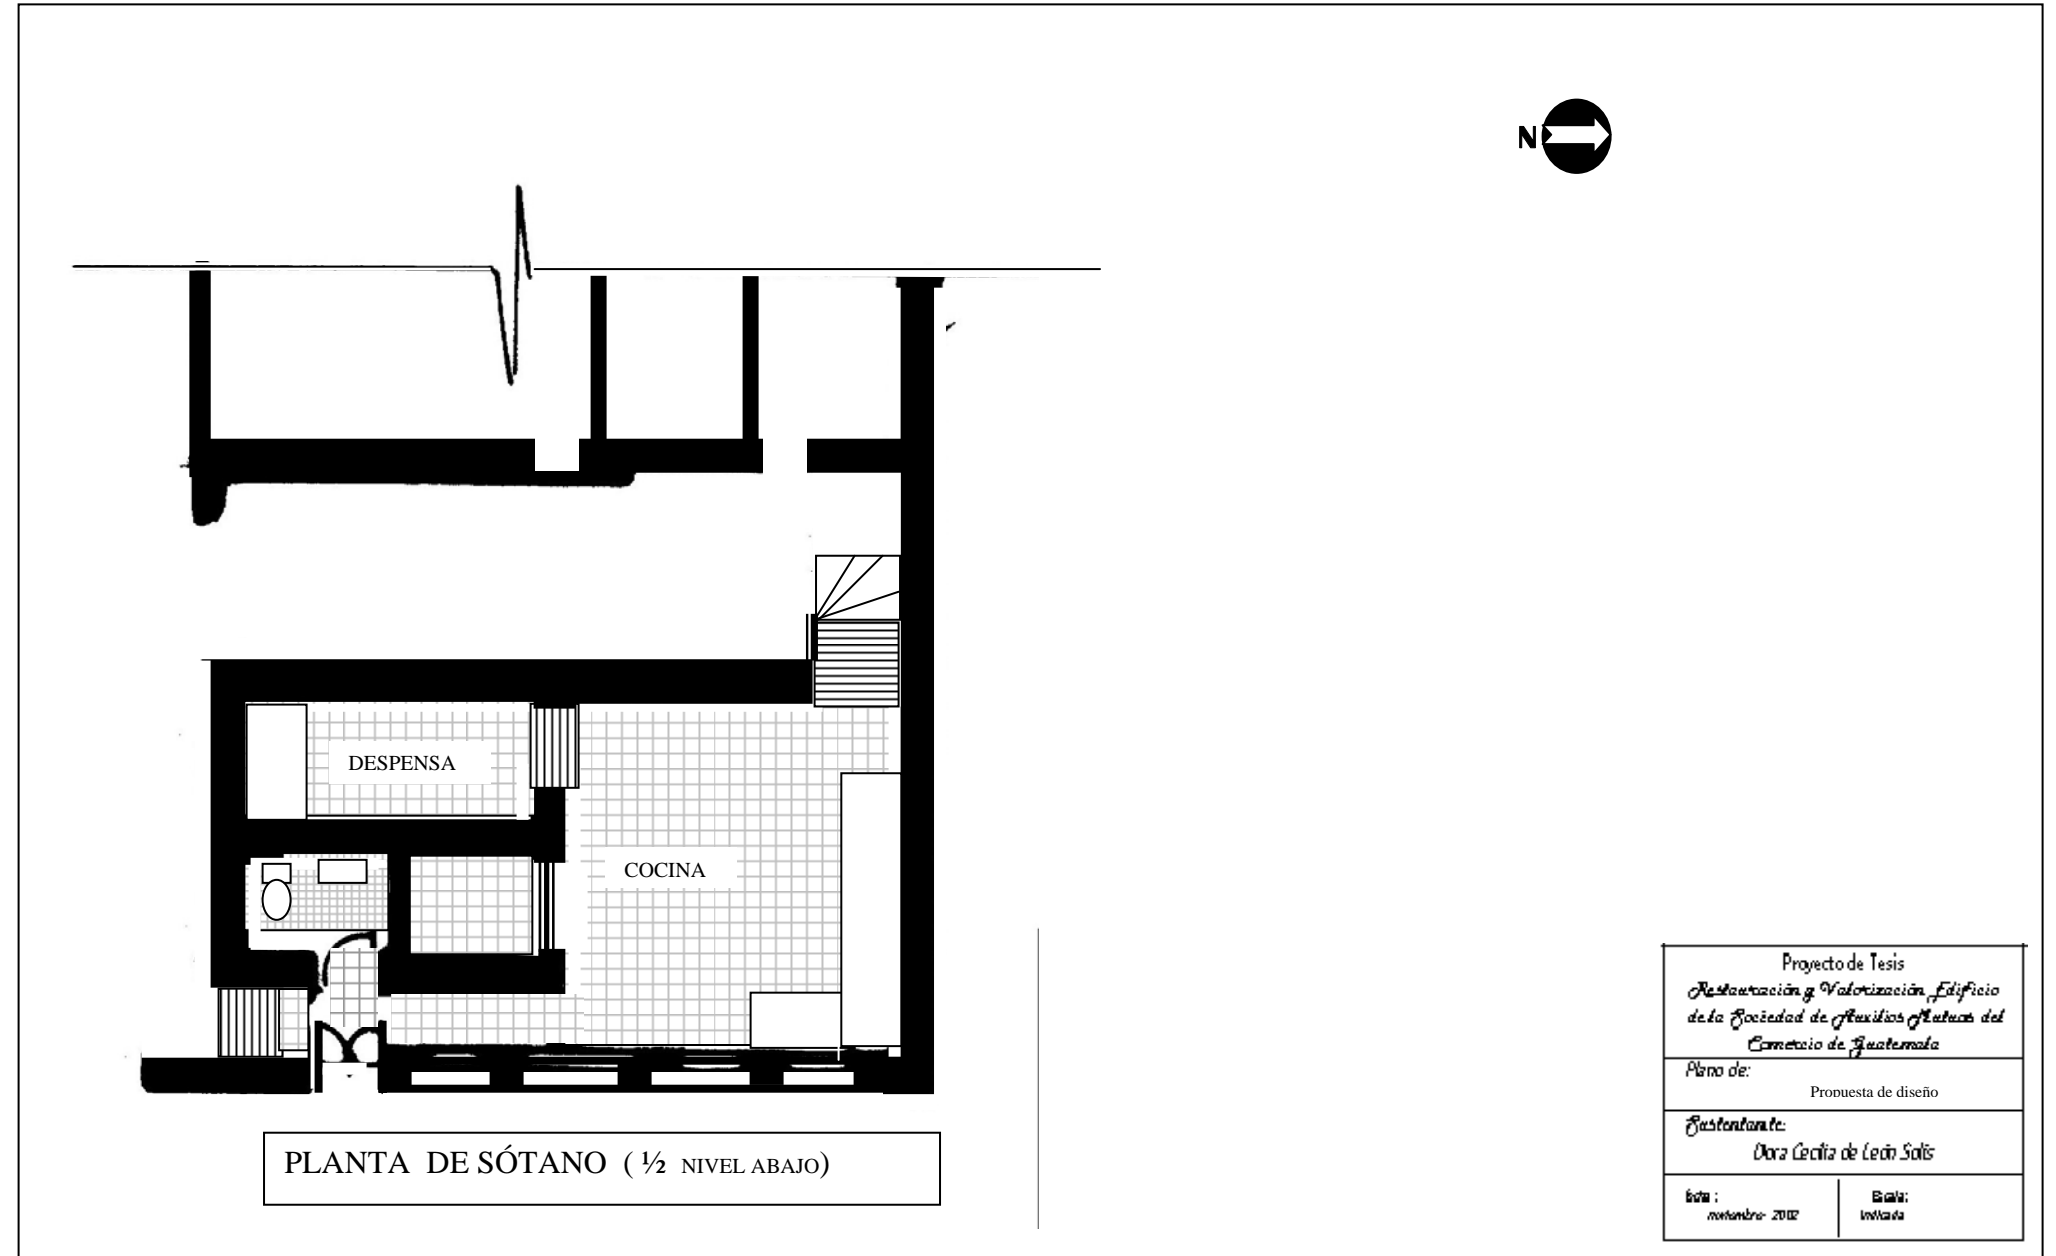 N
DESPENSA
COCINA
PLANTA DE SÓTANO ( ½ NIVEL ABAJO)
Proyecto de Tesis
Restauración y Valorización Edificio
de la Sociedad de Auxilios Mutuos del
Comercio de Guatemala
Plano de:
Propuesta de diseño
Sustentante:
Dora Cecilia de León Solis
fecha :
noviembre- 2002
Escala:
indicada